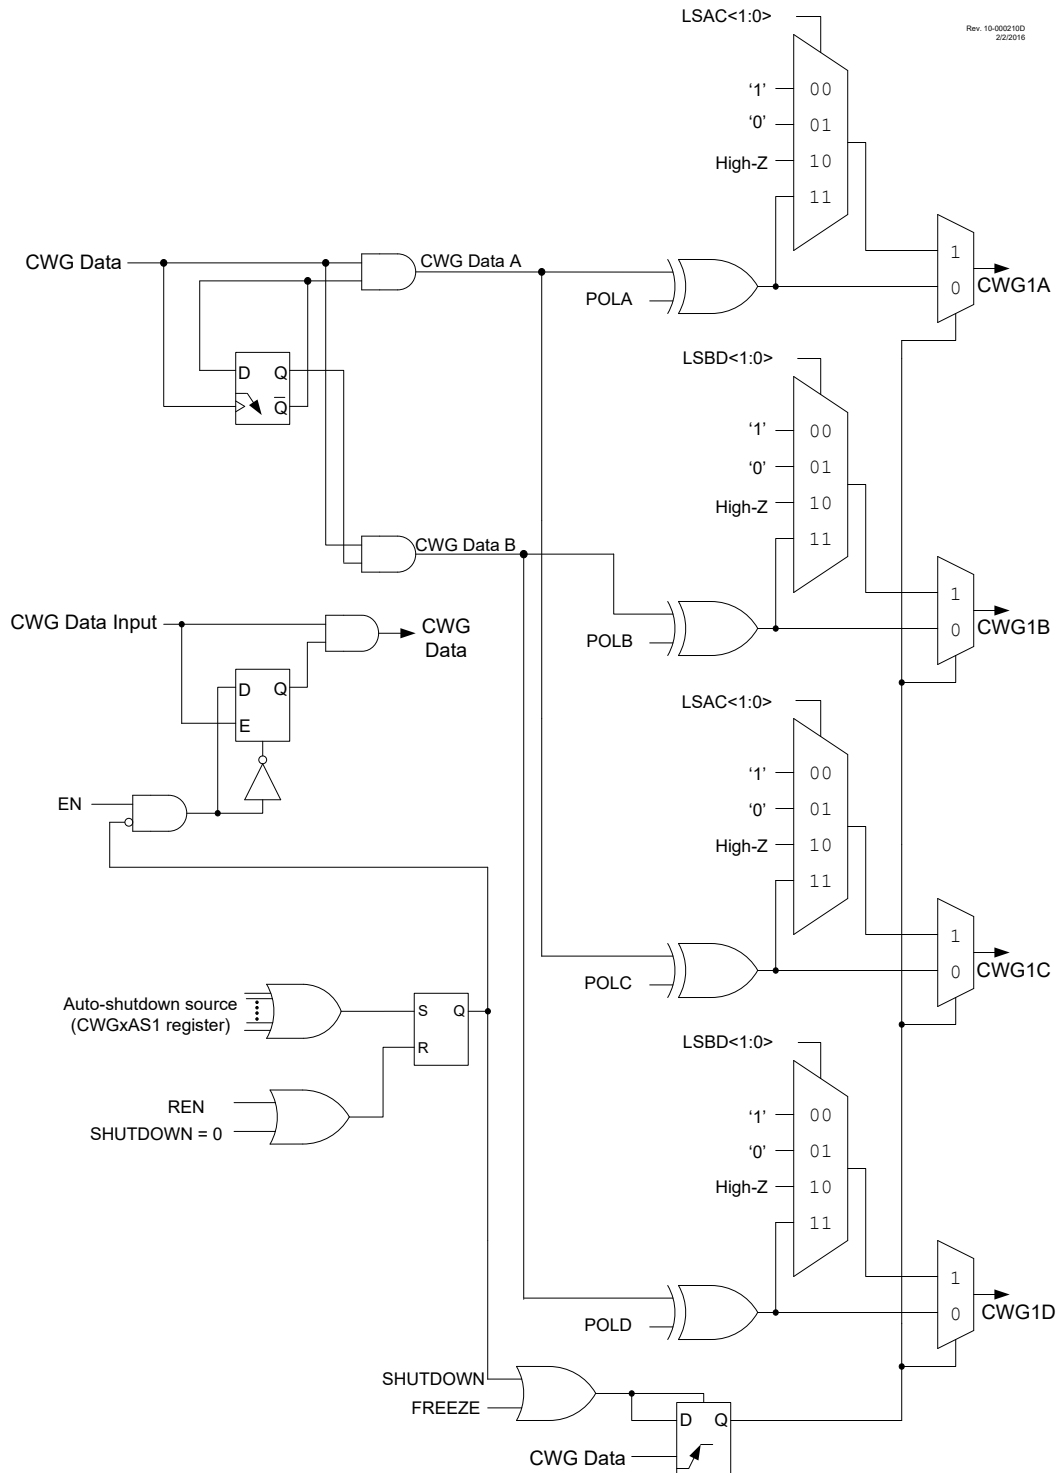 LSAC<1:0>
Rev. 10-000210D
2/2/2016
'1' 00
'0' 01
High-Z 10
11
CWG Data
CWG Data A
POLA
1
0
CWG1A
D Q
Q̅
LSBD<1:0>
'1' 00
'0' 01
High-Z 10
11
CWG Data B
POLB
1
0
CWG1B
CWG Data Input
CWG
Data
D Q
E
EN
LSAC<1:0>
'1' 00
'0' 01
High-Z 10
11
POLC
1
0
CWG1C
Auto-shutdown source
(CWGxAS1 register)
S Q
R
REN
SHUTDOWN = 0
LSBD<1:0>
'1' 00
'0' 01
High-Z 10
11
POLD
1
0
CWG1D
SHUTDOWN
FREEZE
D Q
CWG Data